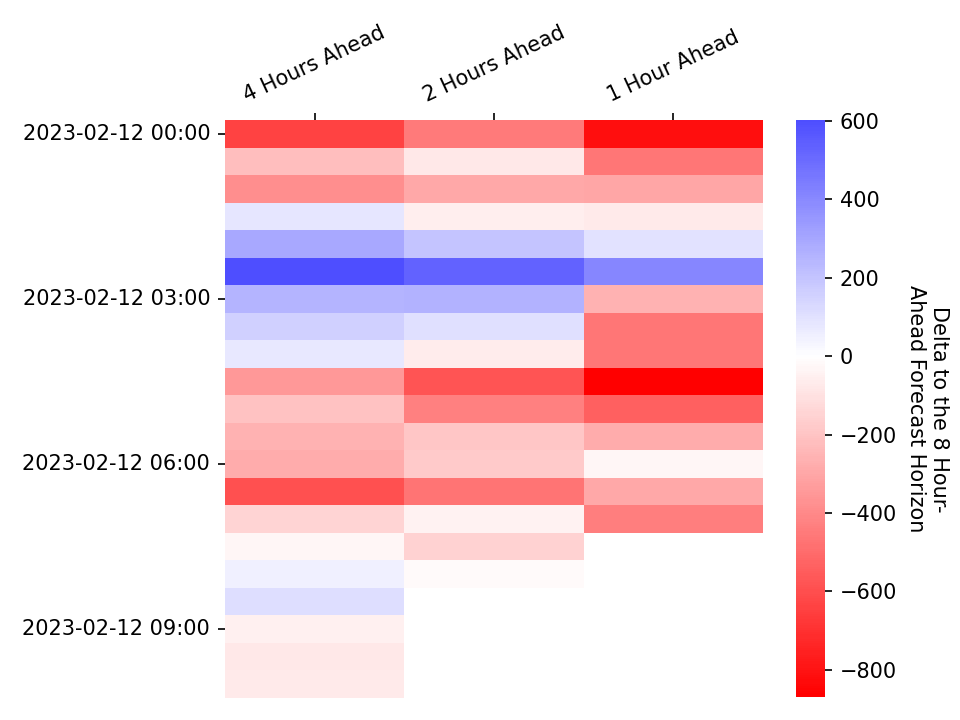 4 Hours Ahead
2 Hours Ahead
1 Hour Ahead
2023-02-12 00:00
2023-02-12 03:00
2023-02-12 06:00
2023-02-12 09:00
600
400
200
0
−200
−400
−600
−800
Delta to the 8 Hour-
Ahead Forecast Horizon